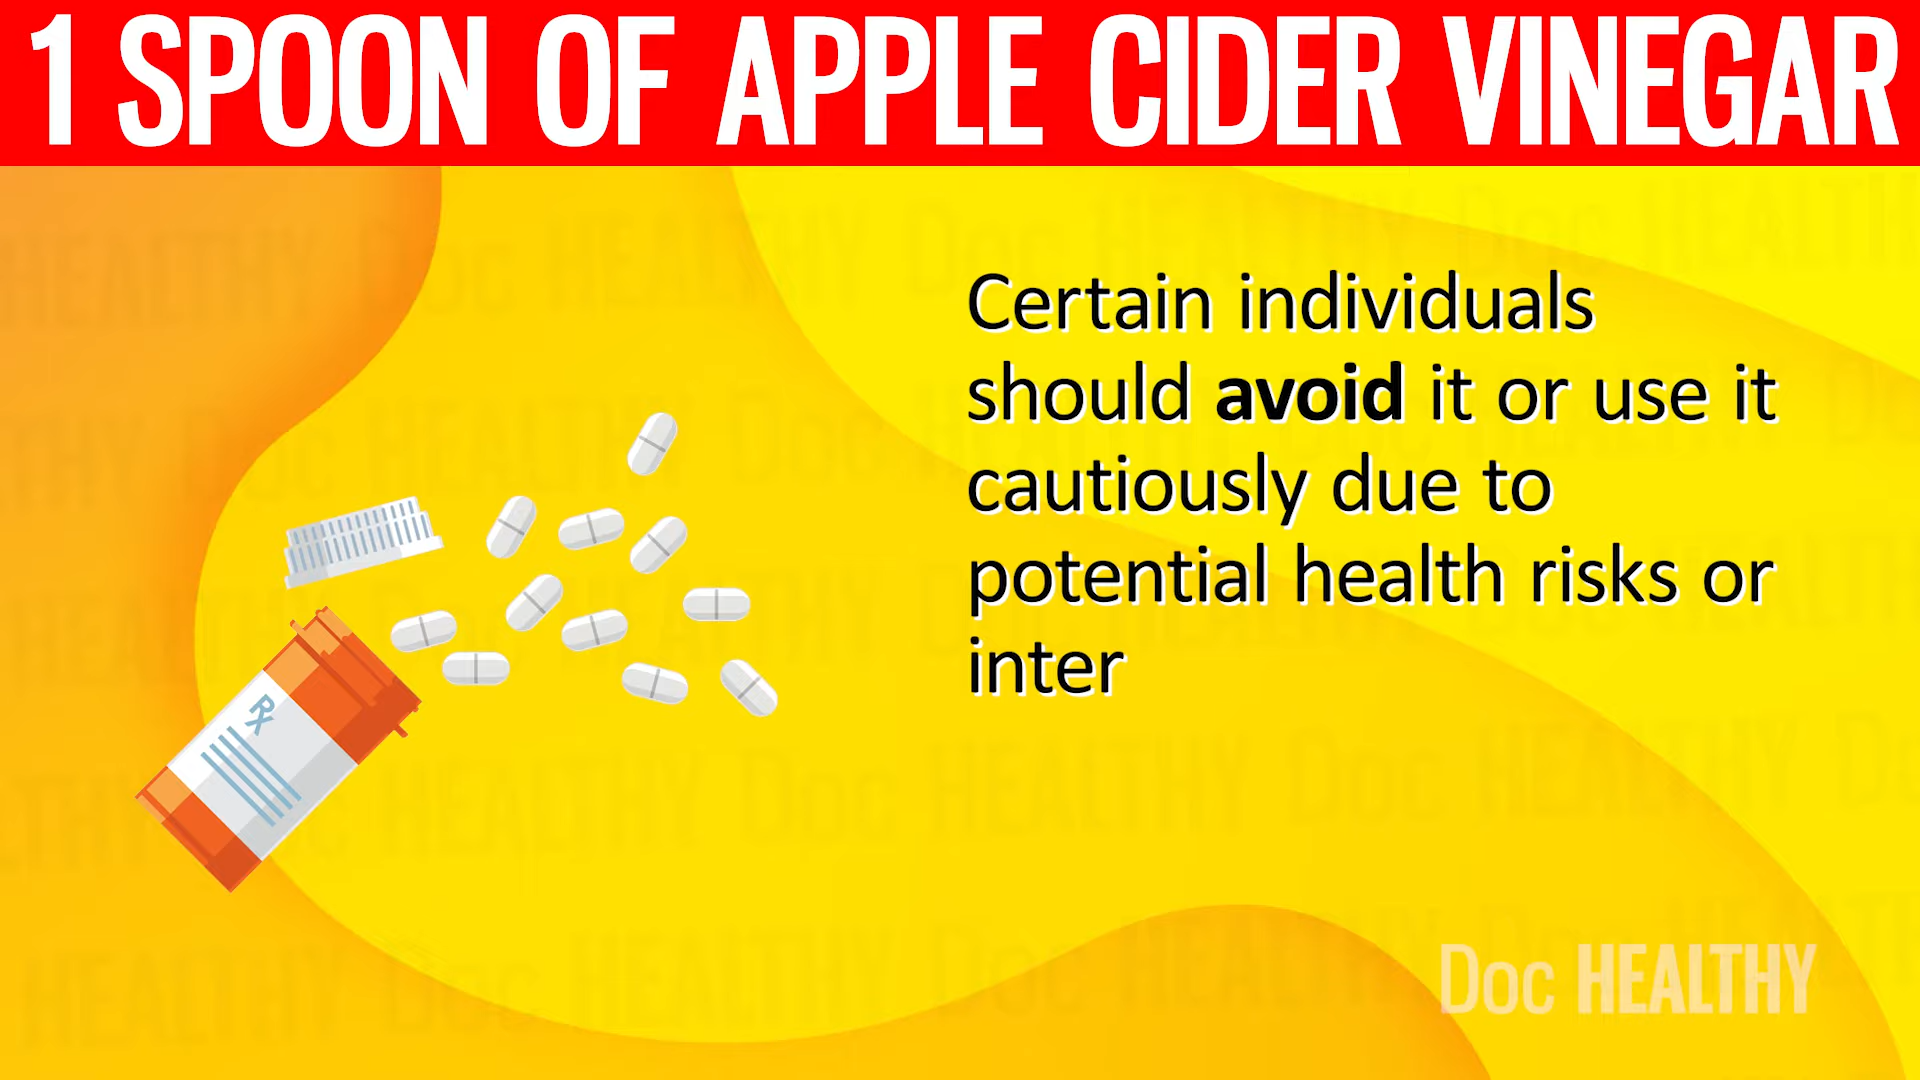 1 SPOON OF APPLE CIDER VINEGAR
Certain individuals
should avoid it or use it
cautiously due to
potential health risks or
inter
Rx
Doc HEALTHY